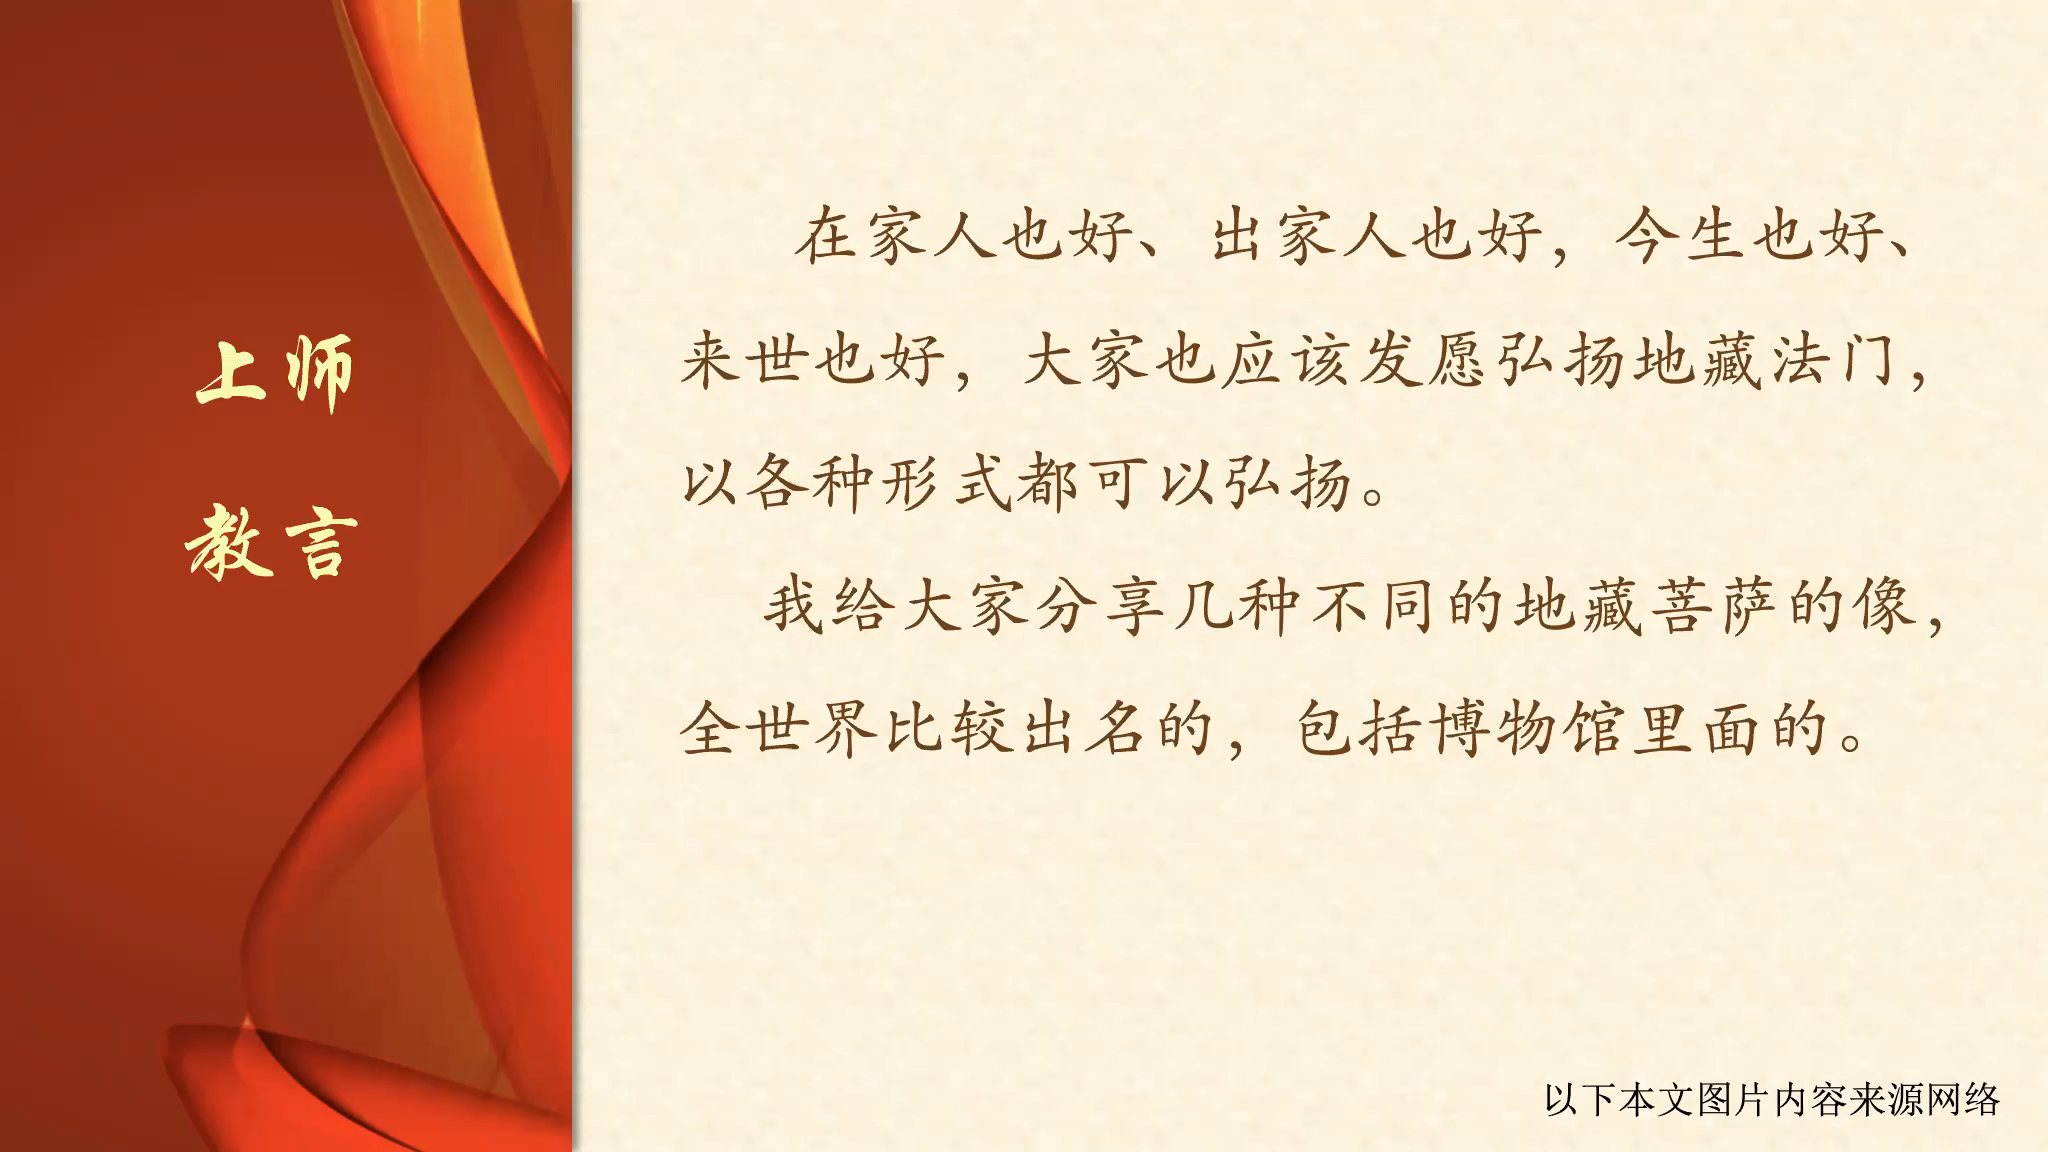 上师
教言
在家人也好、出家人也好，今生也好、
来世也好，大家也应该发愿弘扬地藏法门，
以各种形式都可以弘扬。
我给大家分享几种不同的地藏菩萨的像，
全世界比较出名的，包括博物馆里面的。
以下本文图片内容来源网络